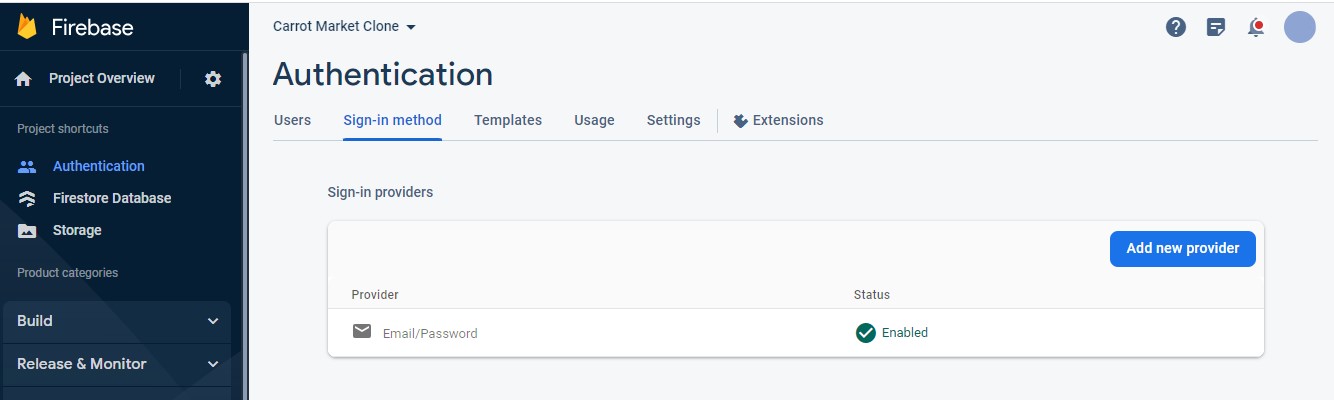 Firebase
Project Overview
Project shortcuts
Authentication
Firestore Database
Storage
Product categories
Build
Release & Monitor
Carrot Market Clone
Authentication
Users Sign-in method Templates Usage Settings Extensions
Sign-in providers
Add new provider
Provider Status
Email/Password Enabled